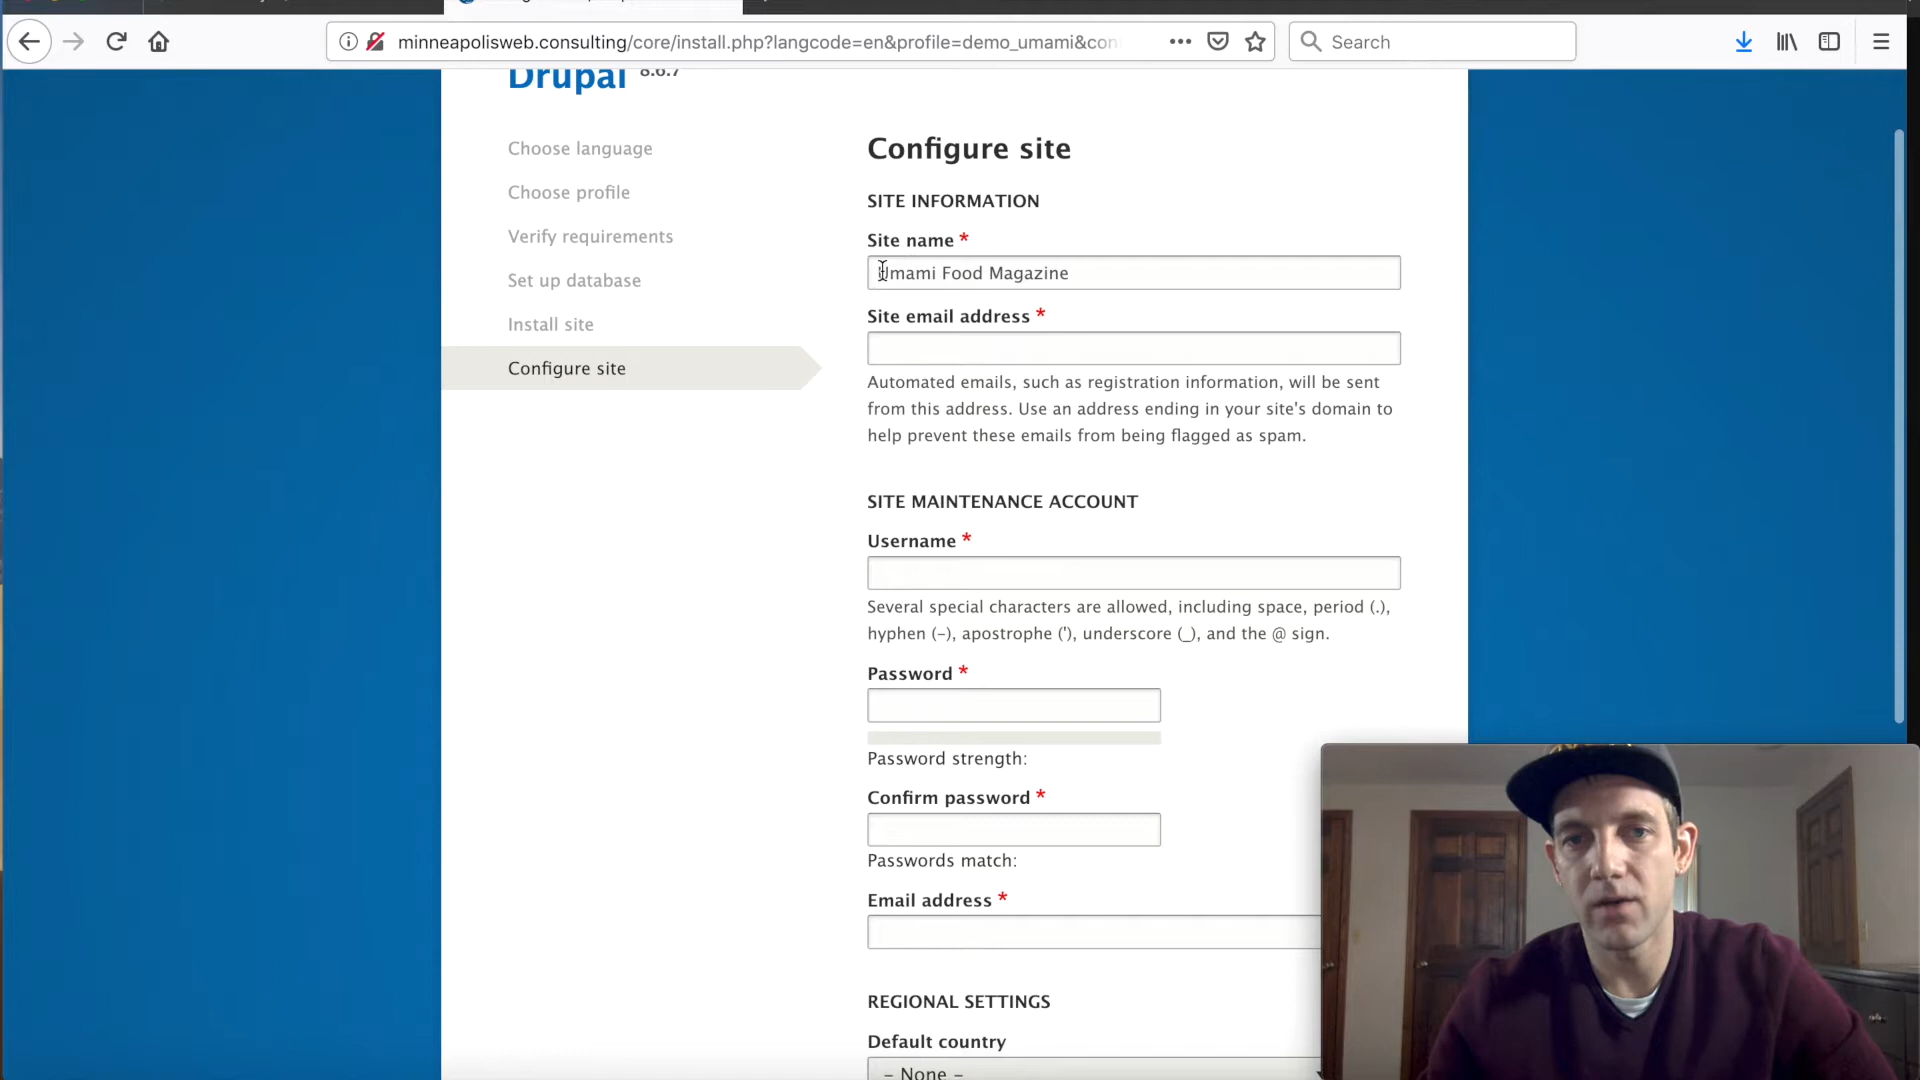 minneapolisweb.consulting/core/install.php?langcode=en&profile=demo_umami&con
Search
Drupal 8.6.7
Choose language
Choose profile
Verify requirements
Set up database
Install site
Configure site
Configure site
SITE INFORMATION
Site name *
Umami Food Magazine
Site email address *
Automated emails, such as registration information, will be sent
from this address. Use an address ending in your site's domain to
help prevent these emails from being flagged as spam.
SITE MAINTENANCE ACCOUNT
Username *
Several special characters are allowed, including space, period (.),
hyphen (-), apostrophe ('), underscore (_), and the @ sign.
Password *
Password strength:
Confirm password *
Passwords match:
Email address *
REGIONAL SETTINGS
Default country
- None -